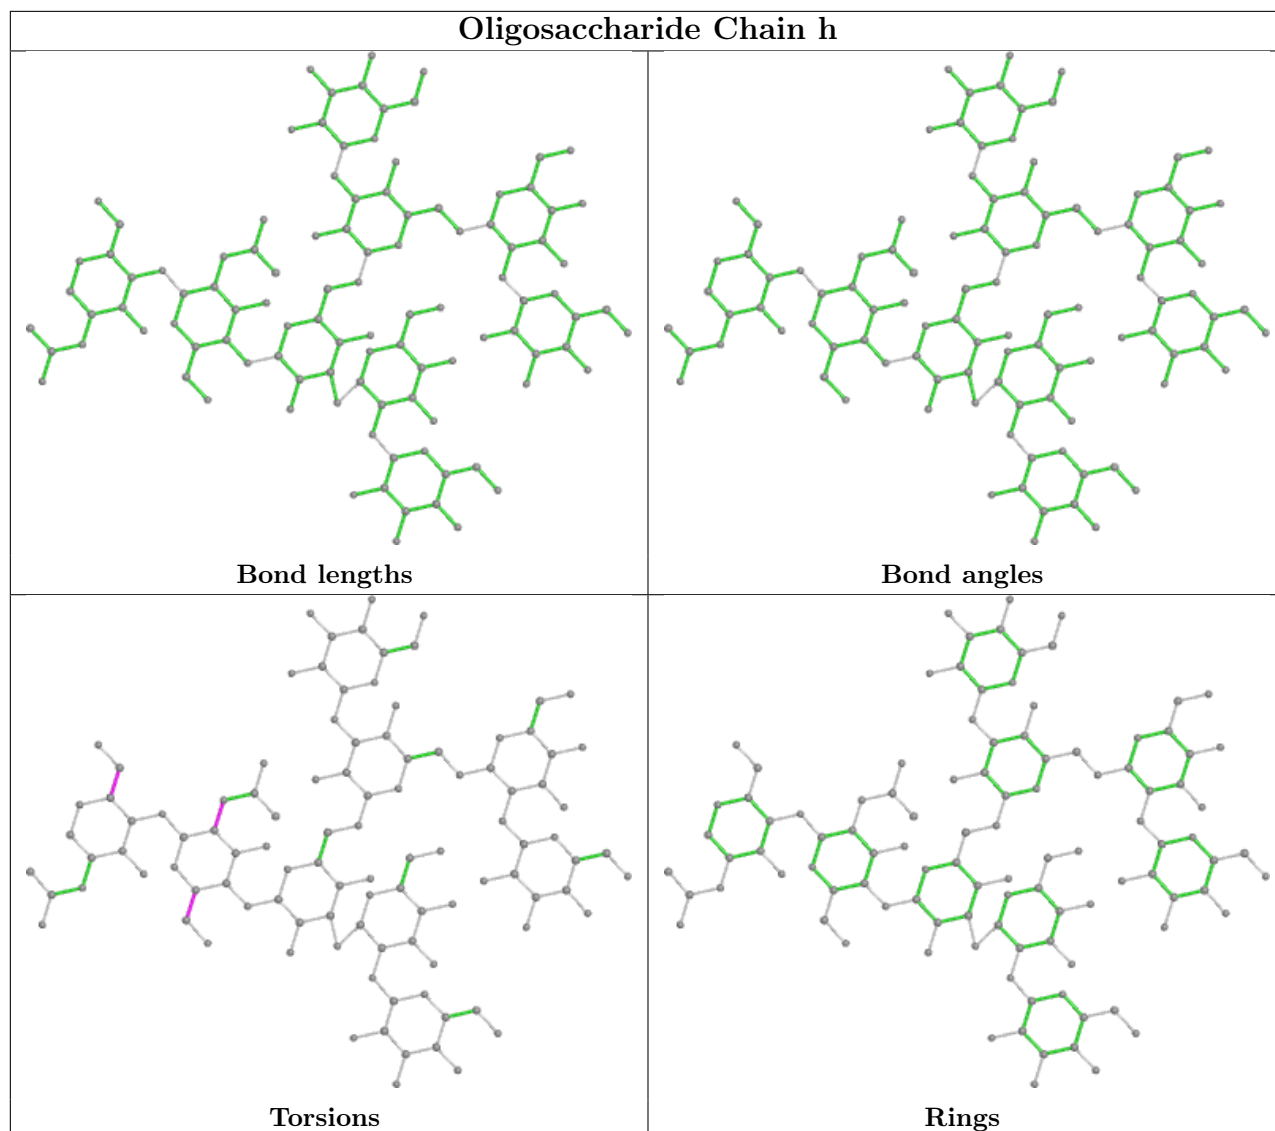 Oligosaccharide Chain h
Bond lengths
Bond angles
Torsions
Rings